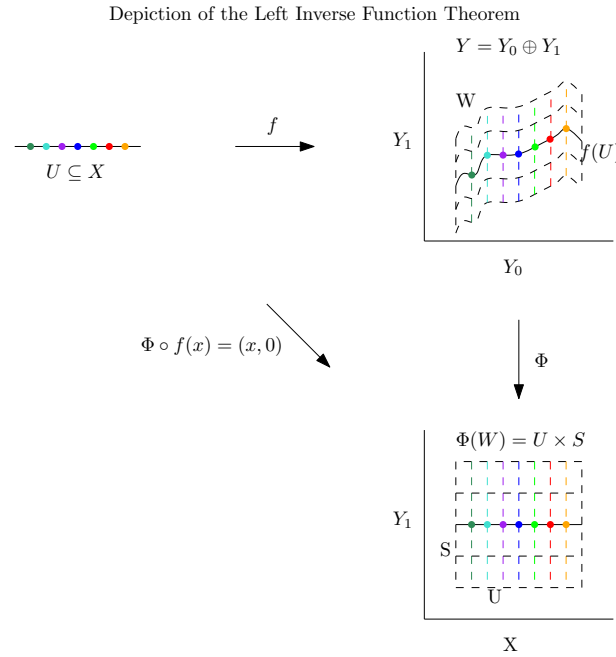 Depiction of the Left Inverse Function Theorem
Y = Y₀ ⊕ Y₁
W
f
Y₁
f(U)
U ⊆ X
Y₀
Φ ∘ f(x) = (x, 0)
Φ
Φ(W) = U × S
Y₁
S
U
X